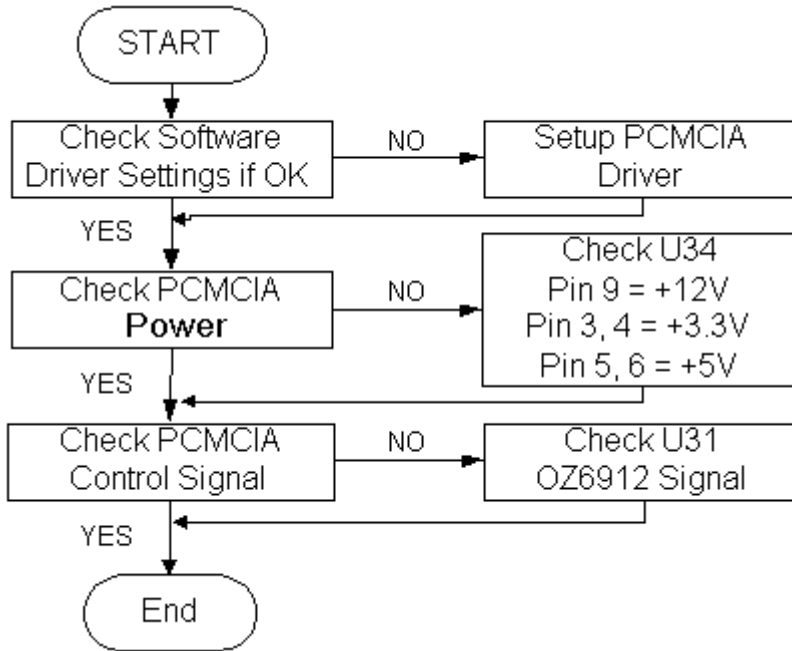 START
Check Software
Driver Settings if OK
NO
Setup PCMCIA
Driver
YES
Check PCMCIA
Power
NO
Check U34
Pin 9 = +12V
Pin 3, 4 = +3.3V
Pin 5, 6 = +5V
YES
Check PCMCIA
Control Signal
NO
Check U31
OZ6912 Signal
YES
End